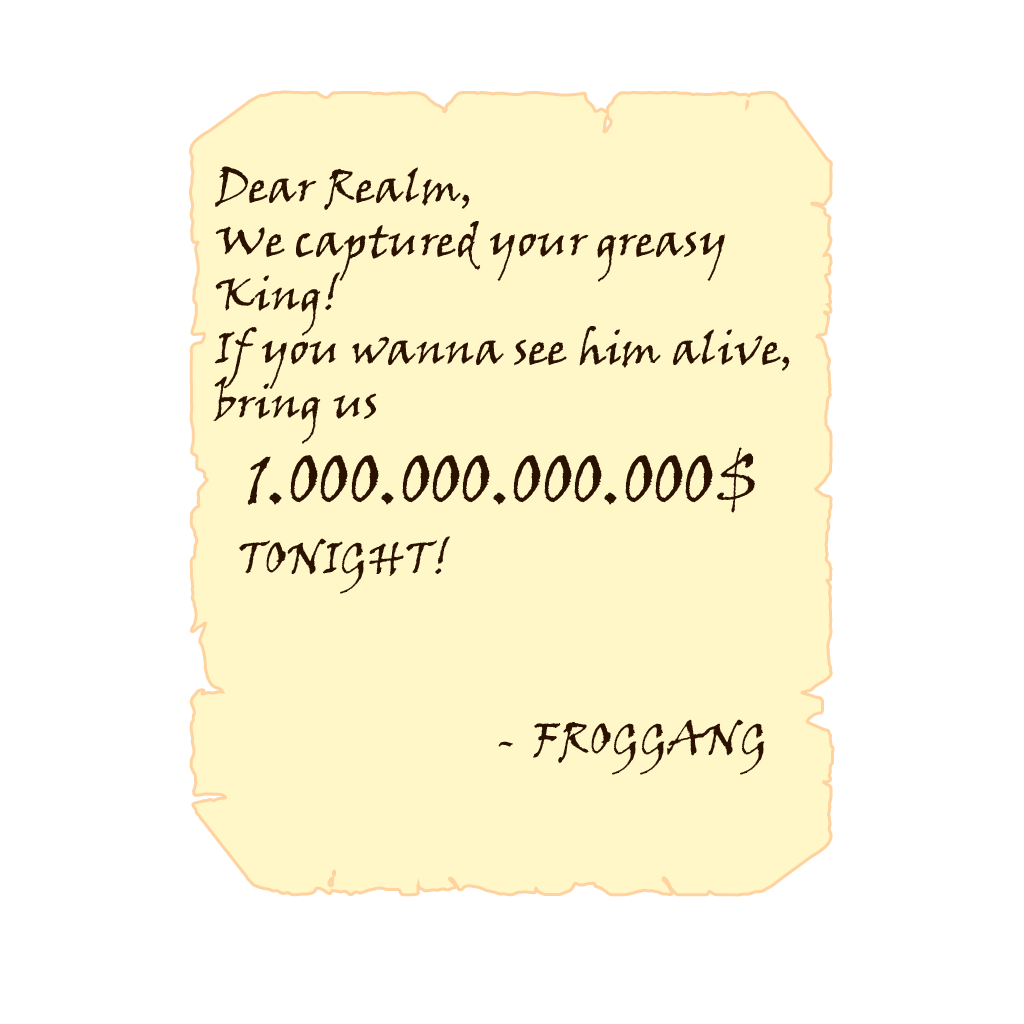 Dear Realm,
We captured your greasy
King!
If you wanna see him alive,
bring us
1.000.000.000.000$
TONIGHT!
- FROGGANG